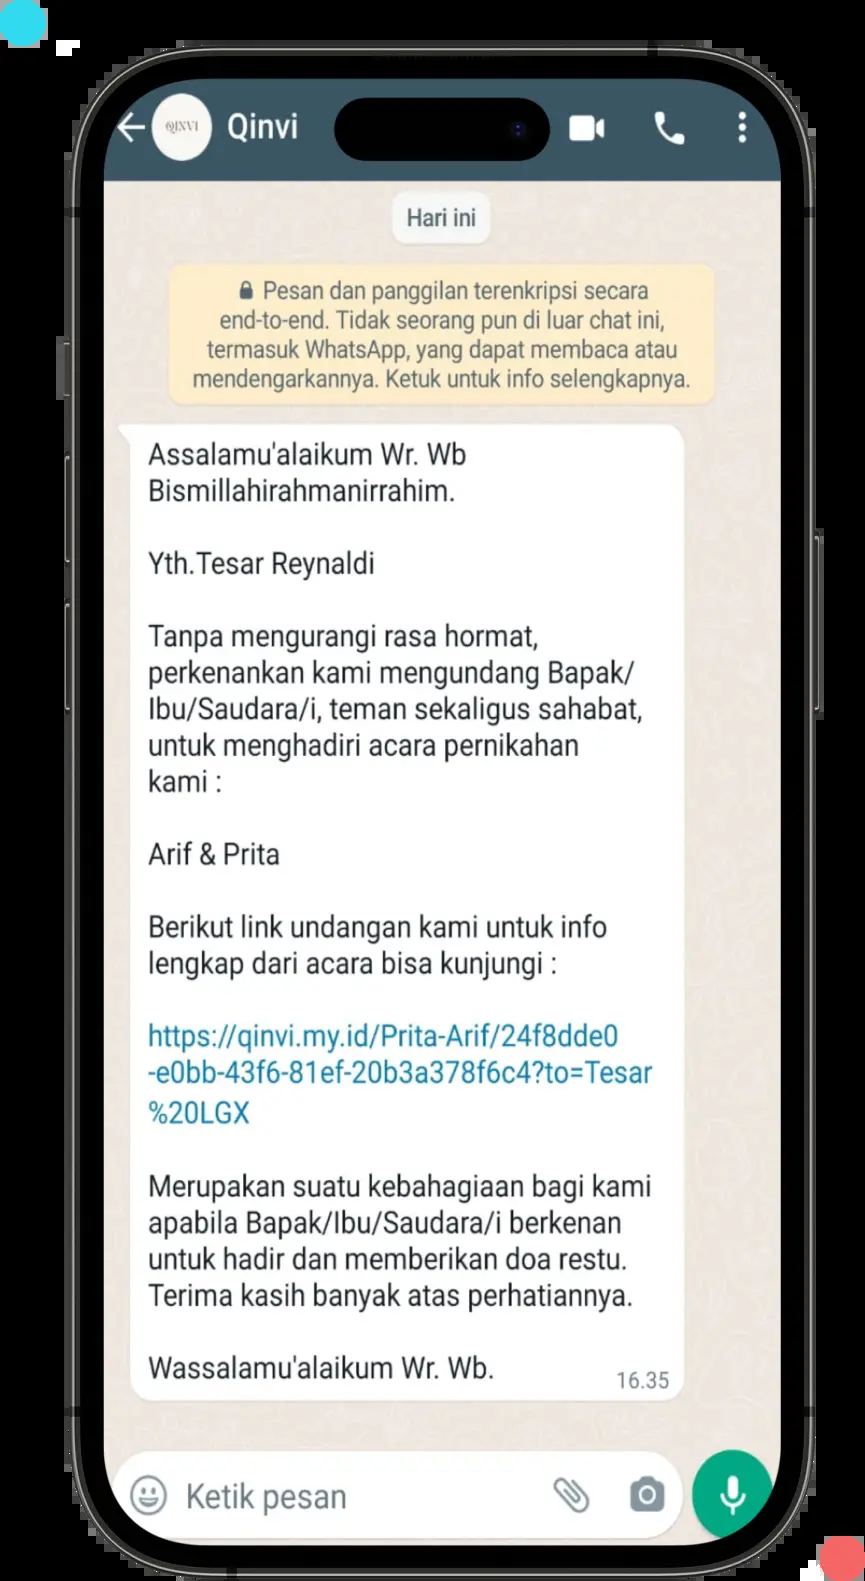 QINVI
Qinvi
Hari ini
Pesan dan panggilan terenkripsi secara
end-to-end. Tidak seorang pun di luar chat ini,
termasuk WhatsApp, yang dapat membaca atau
mendengarkannya. Ketuk untuk info selengkapnya.
Assalamu'alaikum Wr. Wb
Bismillahirahmanirrahim.
Yth.Tesar Reynaldi
Tanpa mengurangi rasa hormat,
perkenankan kami mengundang Bapak/
Ibu/Saudara/i, teman sekaligus sahabat,
untuk menghadiri acara pernikahan
kami :
Arif & Prita
Berikut link undangan kami untuk info
lengkap dari acara bisa kunjungi :
https://qinvi.my.id/Prita-Arif/24f8dde0
-e0bb-43f6-81ef-20b3a378f6c4?to=Tesar
%20LGX
Merupakan suatu kebahagiaan bagi kami
apabila Bapak/Ibu/Saudara/i berkenan
untuk hadir dan memberikan doa restu.
Terima kasih banyak atas perhatiannya.
Wassalamu'alaikum Wr. Wb.
16.35
Ketik pesan